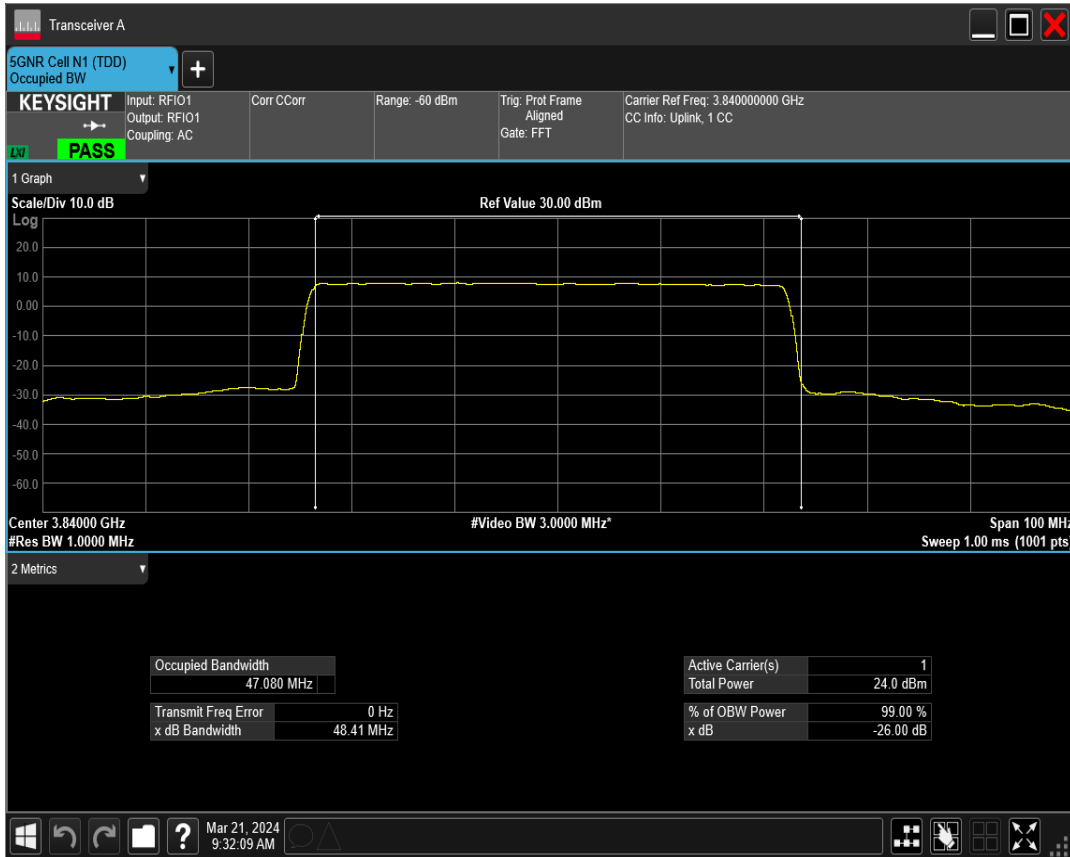 Transceiver A
5GNR Cell N1 (TDD)
Occupied BW
+
KEYSIGHT
LXI
PASS
Input: RFIO1
Output: RFIO1
Coupling: AC
Corr CCorr
Range: -60 dBm
Trig: Prot Frame
Aligned
Gate: FFT
Carrier Ref Freq: 3.840000000 GHz
CC Info: Uplink, 1 CC
1 Graph
Scale/Div 10.0 dB
Ref Value 30.00 dBm
Log
20.0
10.0
0.00
-10.0
-20.0
-30.0
-40.0
-50.0
-60.0
Center 3.84000 GHz
#Video BW 3.0000 MHz*
Span 100 MHz
#Res BW 1.0000 MHz
Sweep 1.00 ms (1001 pts
2 Metrics
Occupied Bandwidth
47.080 MHz
Transmit Freq Error 0 Hz
x dB Bandwidth 48.41 MHz
Active Carrier(s) 1
Total Power 24.0 dBm
% of OBW Power 99.00 %
x dB -26.00 dB
?
Mar 21, 2024
9:32:09 AM